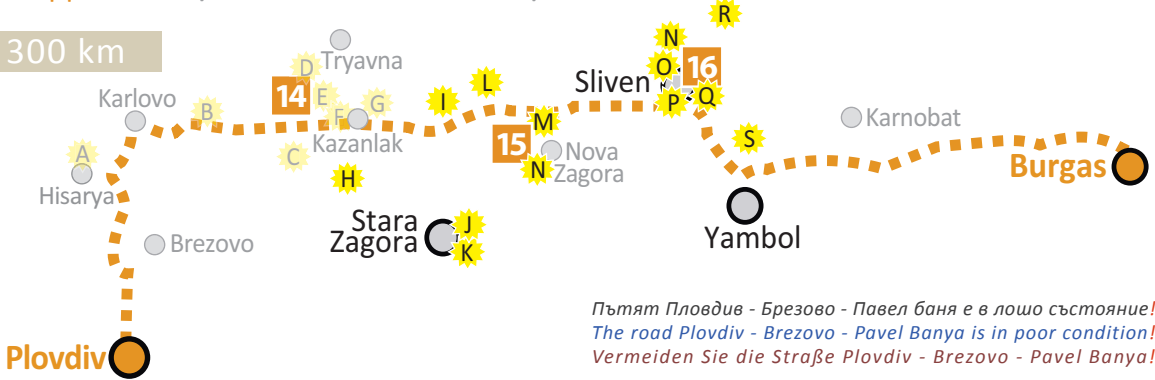 R
300 km
N
Tryavna
D
O
16
Sliven
14
E
L
Karlovo
B
F
G
I
P
Q
Kazanlak
M
Karnobat
15
S
A
C
N
Nova
Zagora
H
Hisarya
Burgas
Stara
Zagora
J
K
Brezovo
Yambol
Пътят Пловдив - Брезово - Павел баня е в лошо състояние!
The road Plovdiv - Brezovo - Pavel Banya is in poor condition!
Vermeiden Sie die Straße Plovdiv - Brezovo - Pavel Banya!
Plovdiv